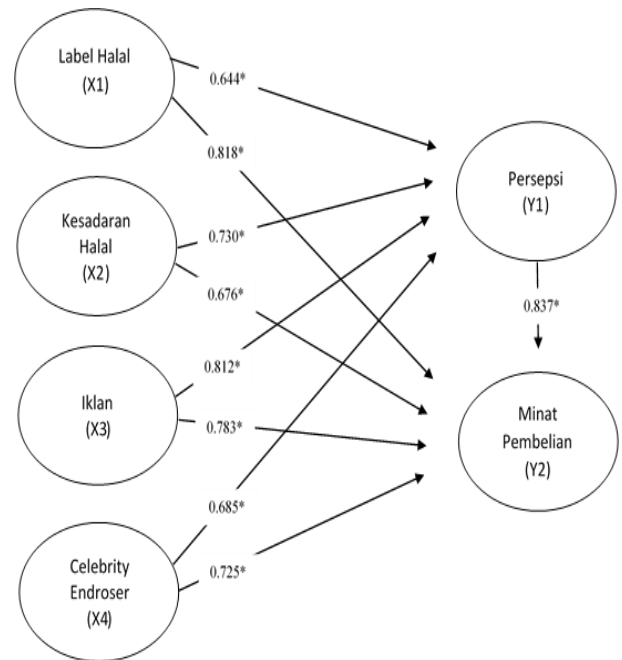 Label Halal
(X1)
0.644*
0.818*
Persepsi
(Y1)
Kesadaran
Halal
(X2)
0.730*
0.676*
0.837*
Iklan
(X3)
0.812*
0.783*
Minat
Pembelian
(Y2)
Celebrity
Endroser
(X4)
0.685*
0.725*